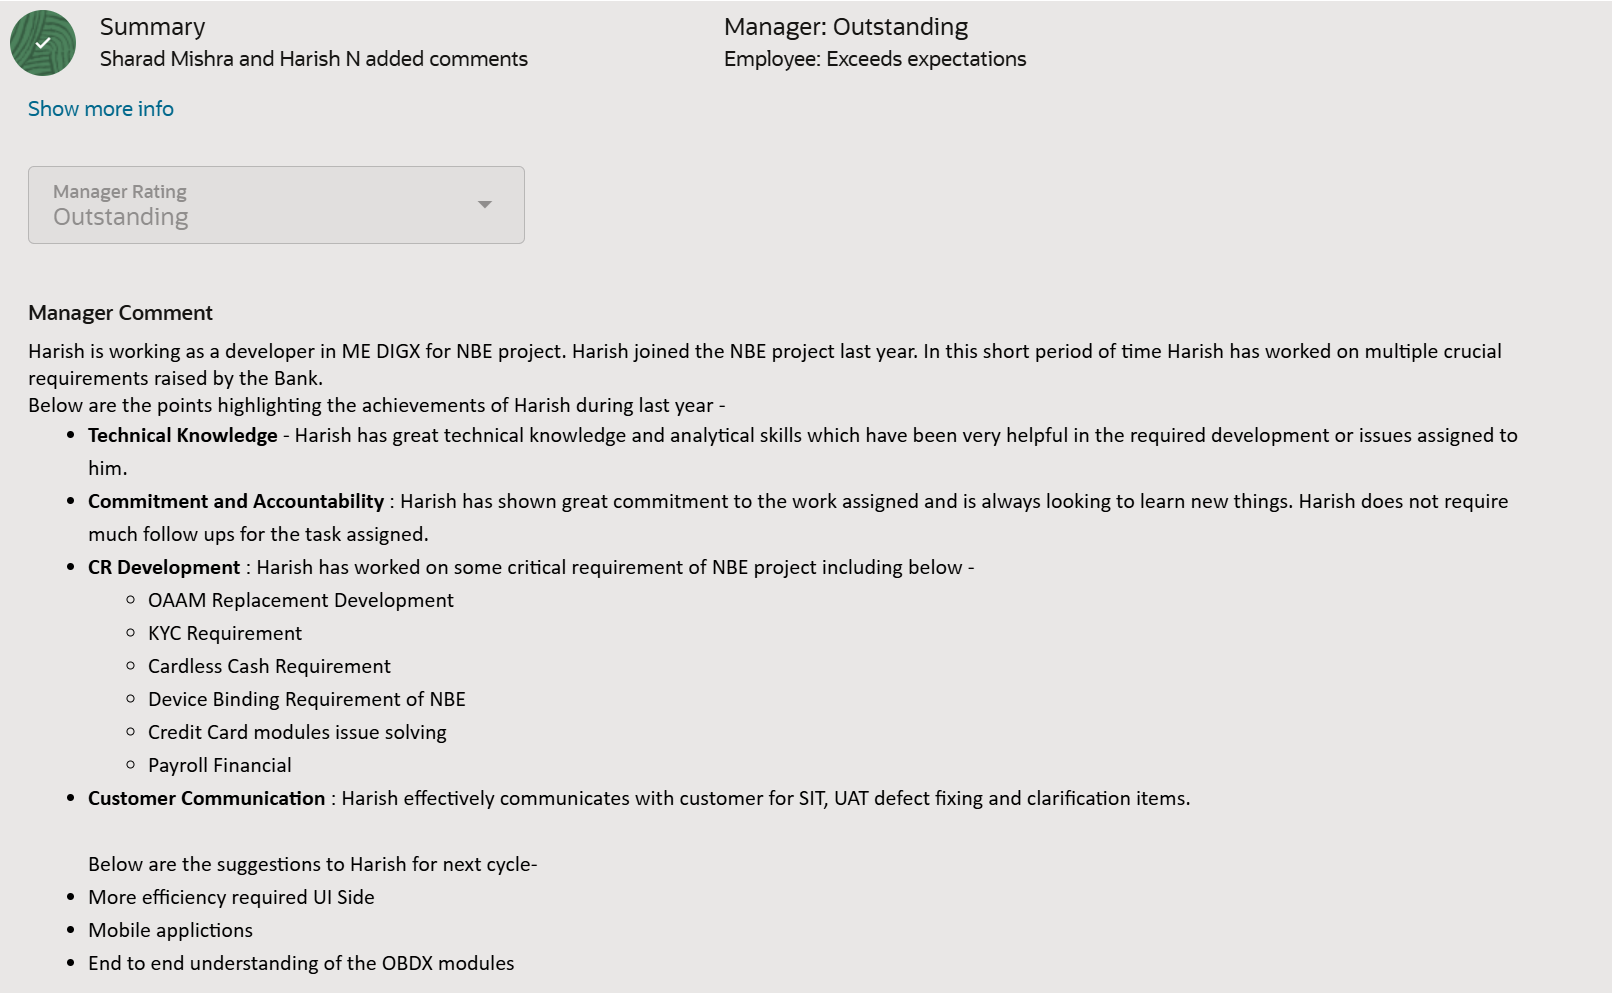 Summary
Sharad Mishra and Harish N added comments
Manager: Outstanding
Employee: Exceeds expectations
Show more info
Manager Rating
Outstanding
Manager Comment
Harish is working as a developer in ME DIGX for NBE project. Harish joined the NBE project last year. In this short period of time Harish has worked on multiple crucial
requirements raised by the Bank.
Below are the points highlighting the achievements of Harish during last year -
• Technical Knowledge - Harish has great technical knowledge and analytical skills which have been very helpful in the required development or issues assigned to
him.
• Commitment and Accountability : Harish has shown great commitment to the work assigned and is always looking to learn new things. Harish does not require
much follow ups for the task assigned.
• CR Development : Harish has worked on some critical requirement of NBE project including below -
◦ OAAM Replacement Development
◦ KYC Requirement
◦ Cardless Cash Requirement
◦ Device Binding Requirement of NBE
◦ Credit Card modules issue solving
◦ Payroll Financial
• Customer Communication : Harish effectively communicates with customer for SIT, UAT defect fixing and clarification items.
Below are the suggestions to Harish for next cycle-
• More efficiency required UI Side
• Mobile applictions
• End to end understanding of the OBDX modules